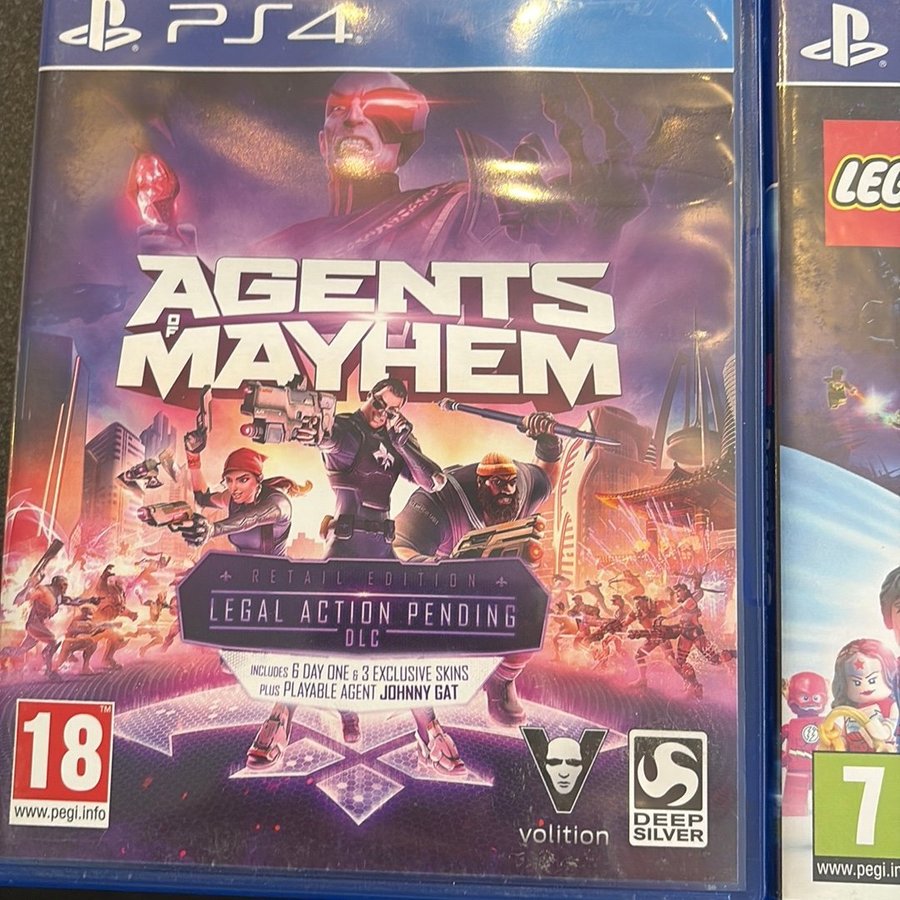 PS4
AGENTS
OF
MAYHEM
RETAIL EDITION
LEGAL ACTION PENDING
DLC
INCLUDES 6 DAY ONE & 3 EXCLUSIVE SKINS
PLUS PLAYABLE AGENT JOHNNY GAT
18
TM
www.pegi.info
V
volition
DEEP
SILVER
LEG
7
www.pegi.in